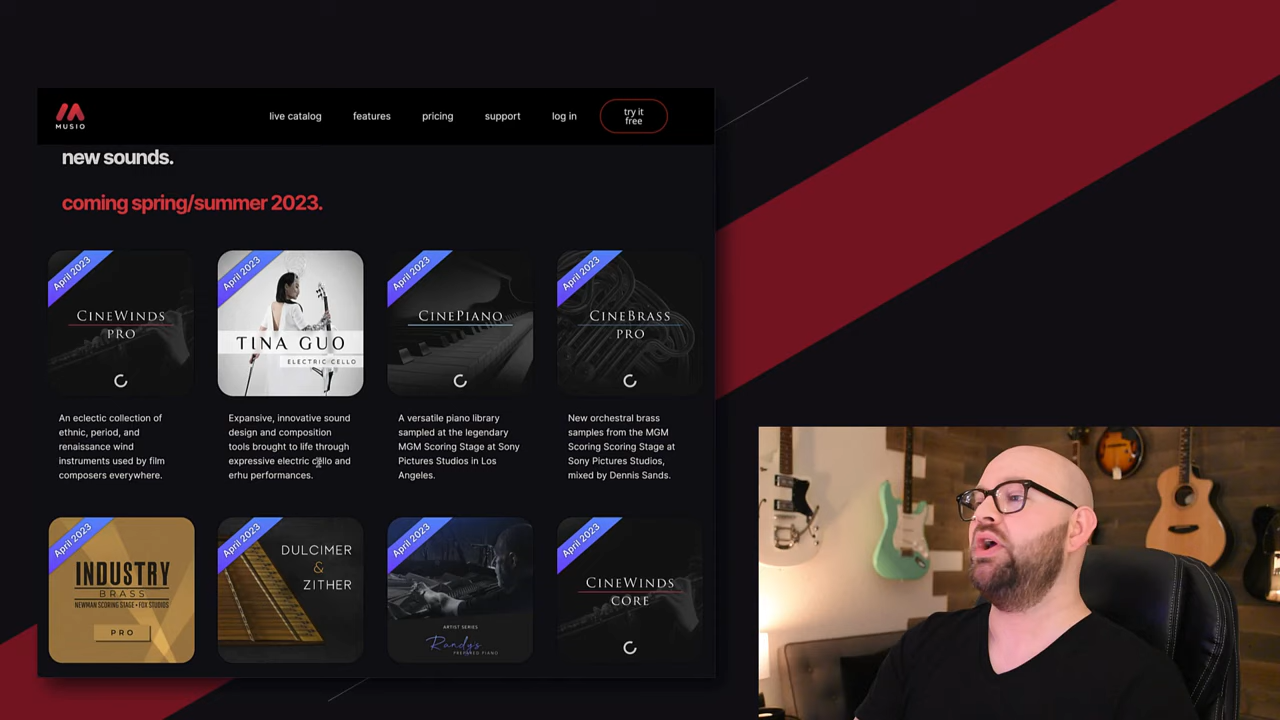 MUSIO
live catalog
features
pricing
support
log in
try it
free
new sounds.
coming spring/summer 2023.
April 2023
CINEWINDS
PRO
April 2023
TINA GUO
ELECTRIC CELLO
April 2023
CINEPIANO
April 2023
CINEBRASS
PRO
An eclectic collection of
ethnic, period, and
renaissance wind
instruments used by film
composers everywhere.
Expansive, innovative sound
design and composition
tools brought to life through
expressive electric cello and
erhu performances.
A versatile piano library
sampled at the legendary
MGM Scoring Stage at Sony
Pictures Studios in Los
Angeles.
New orchestral brass
samples from the MGM
Scoring Scoring Stage at
Sony Pictures Studios,
mixed by Dennis Sands.
April 2023
INDUSTRY
BRASS
NEWMAN SCORING STAGE • FOX STUDIOS
PRO
April 2023
DULCIMER
&
ZITHER
April 2023
ARTIST SERIES
Randy's
PREPARED PIANO
April 2023
CINEWINDS
CORE